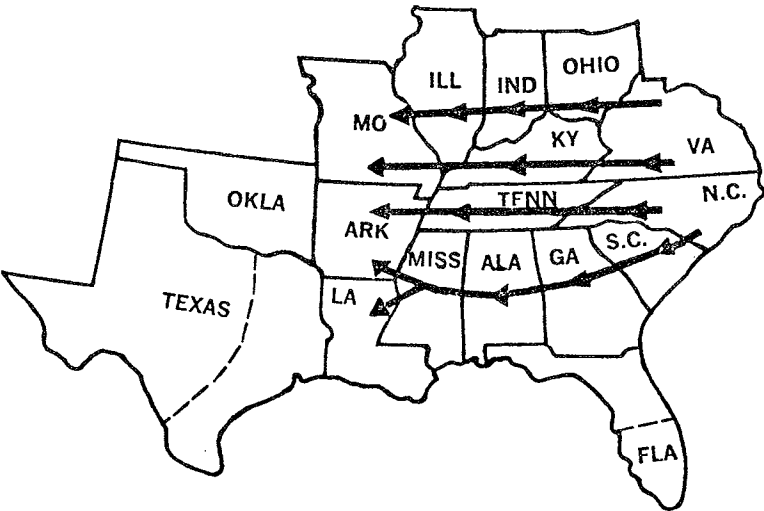 ILL
IND
OHIO
MO
KY
VA
OKLA
TENN
N.C.
ARK
MISS
ALA
GA
S.C.
TEXAS
LA
FLA